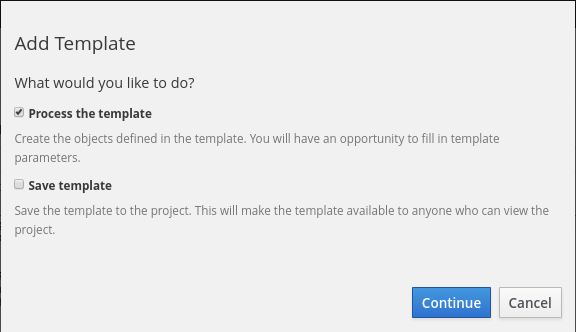 Add Template
What would you like to do?
Process the template
Create the objects defined in the template. You will have an opportunity to fill in template
parameters.
Save template
Save the template to the project. This will make the template available to anyone who can view the
project.
Continue Cancel